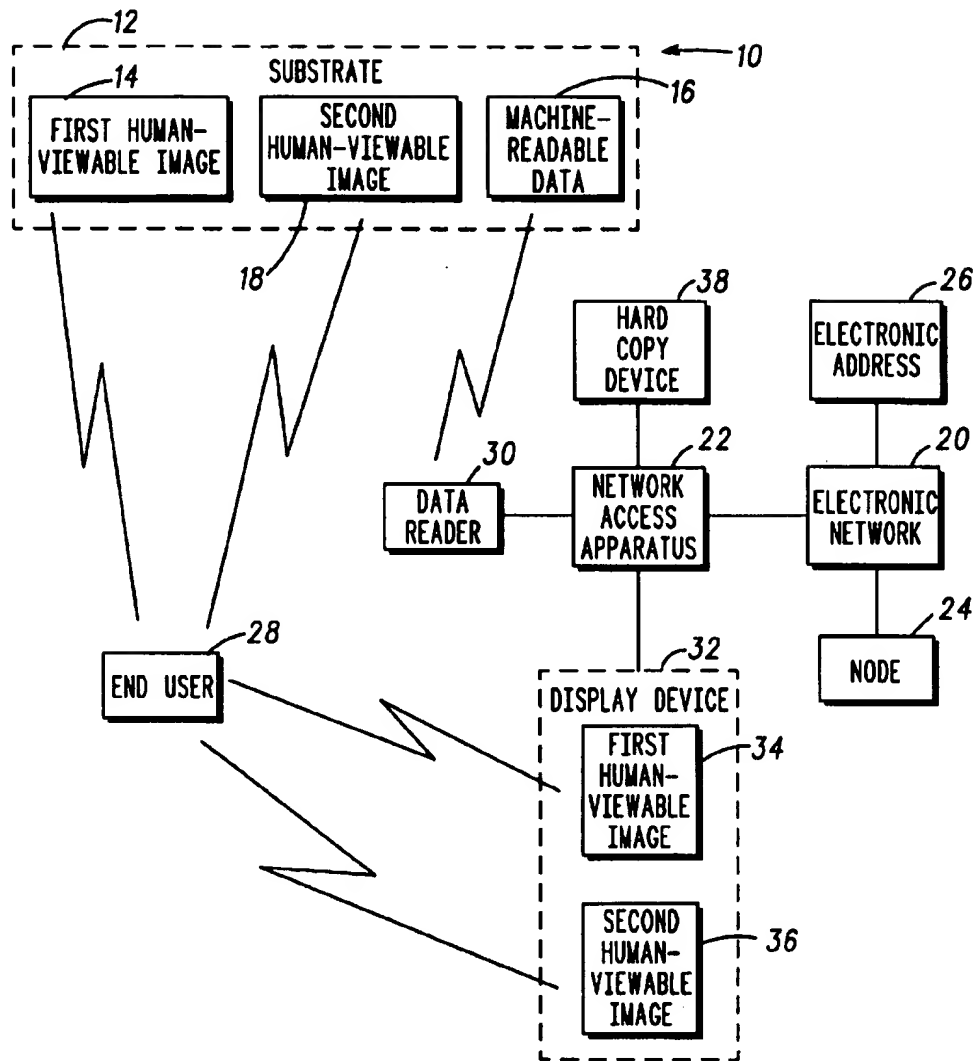 12
10
SUBSTRATE
14
16
FIRST HUMAN-
VIEWABLE IMAGE
SECOND
HUMAN-VIEWABLE
IMAGE
MACHINE-
READABLE
DATA
18
38
26
HARD
COPY
DEVICE
ELECTRONIC
ADDRESS
30
22
20
DATA
READER
NETWORK
ACCESS
APPARATUS
ELECTRONIC
NETWORK
28
24
END USER
32
NODE
DISPLAY DEVICE
FIRST
HUMAN-
VIEWABLE
IMAGE
34
SECOND
HUMAN-
VIEWABLE
IMAGE
36